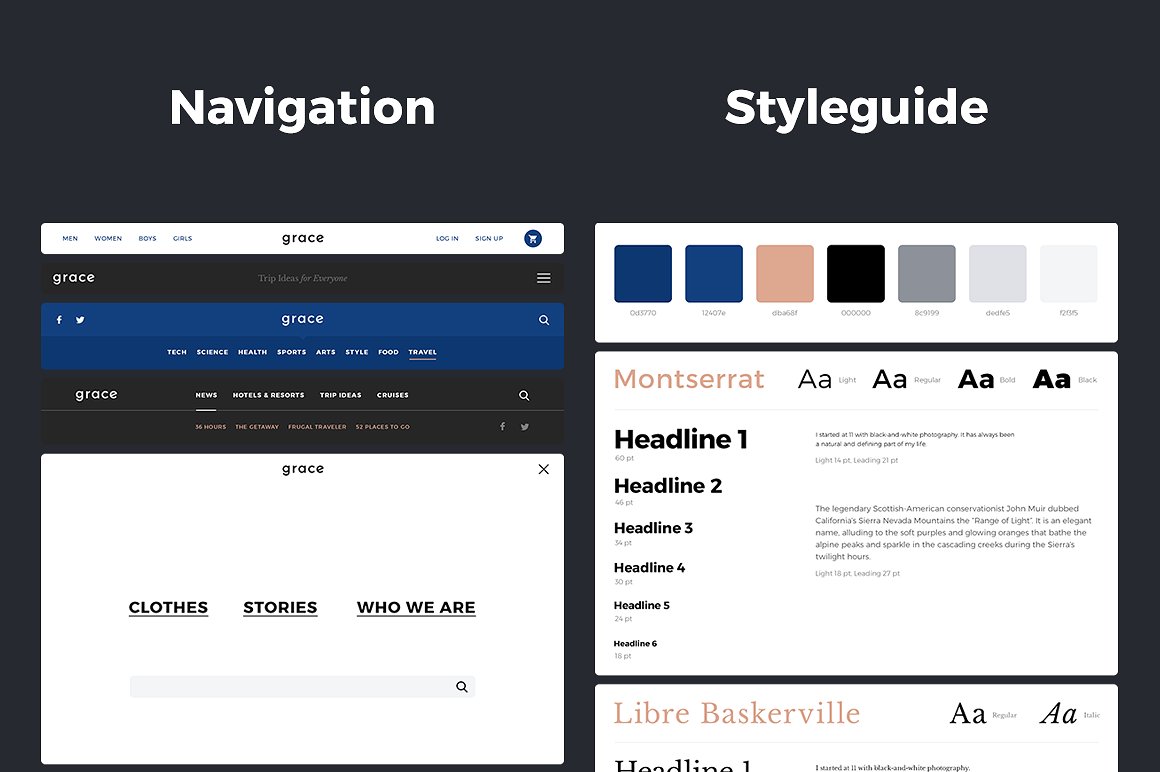 Navigation
MEN WOMEN BOYS GIRLS grace LOG IN SIGN UP
grace Trip Ideas for Everyone
grace
TECH SCIENCE HEALTH SPORTS ARTS STYLE FOOD TRAVEL
grace NEWS HOTELS & RESORTS TRIP IDEAS CRUISES
36 HOURS THE GETAWAY FRUGAL TRAVELER 52 PLACES TO GO
grace
CLOTHES STORIES WHO WE ARE
Styleguide
0d3770 12407e dba68f 000000 8c9199 dedfe5 f2f3f5
Montserrat Aa Light Aa Regular Aa Bold Aa Black
Headline 1
60 pt
Headline 2
46 pt
Headline 3
34 pt
Headline 4
30 pt
Headline 5
24 pt
Headline 6
18 pt
I started at 11 with black-and-white photography. It has always been
a natural and defining part of my life.
Light 14 pt, Leading 21 pt
The legendary Scottish-American conservationist John Muir dubbed
California's Sierra Nevada Mountains the "Range of Light". It is an elegant
name, alluding to the soft purples and glowing oranges that bathe the
alpine peaks and sparkle in the cascading creeks during the Sierra's
twilight hours.
Light 18 pt, Leading 27 pt
Libre Baskerville Aa Regular Aa Italic
Headline 1
I started at 11 with black-and-white photography.